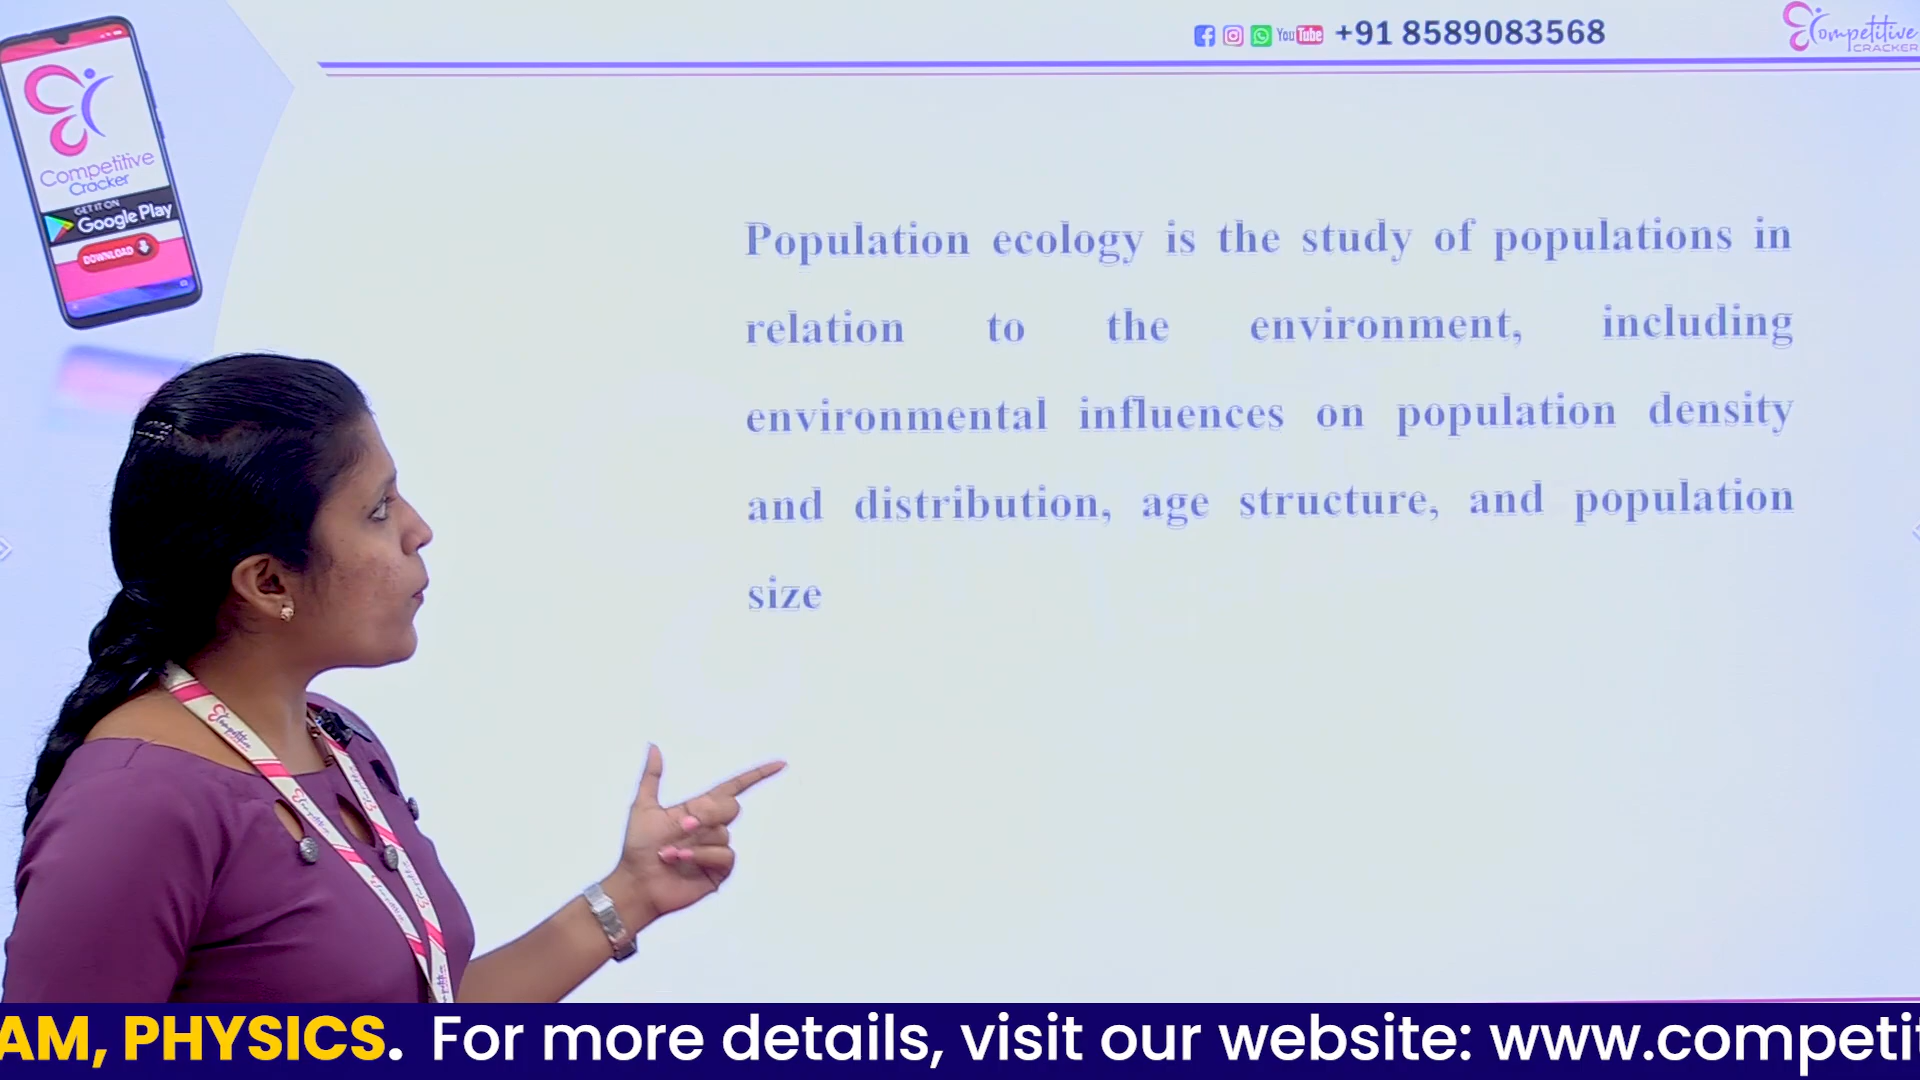 YouTube +91 8589083568
Competitive
CRACKER
Competitive
Cracker
GET IT ON
Google Play
DOWNLOAD
Population ecology is the study of populations in
relation to the environment, including
environmental influences on population density
and distribution, age structure, and population
size
AM, PHYSICS. For more details, visit our website: www.competit